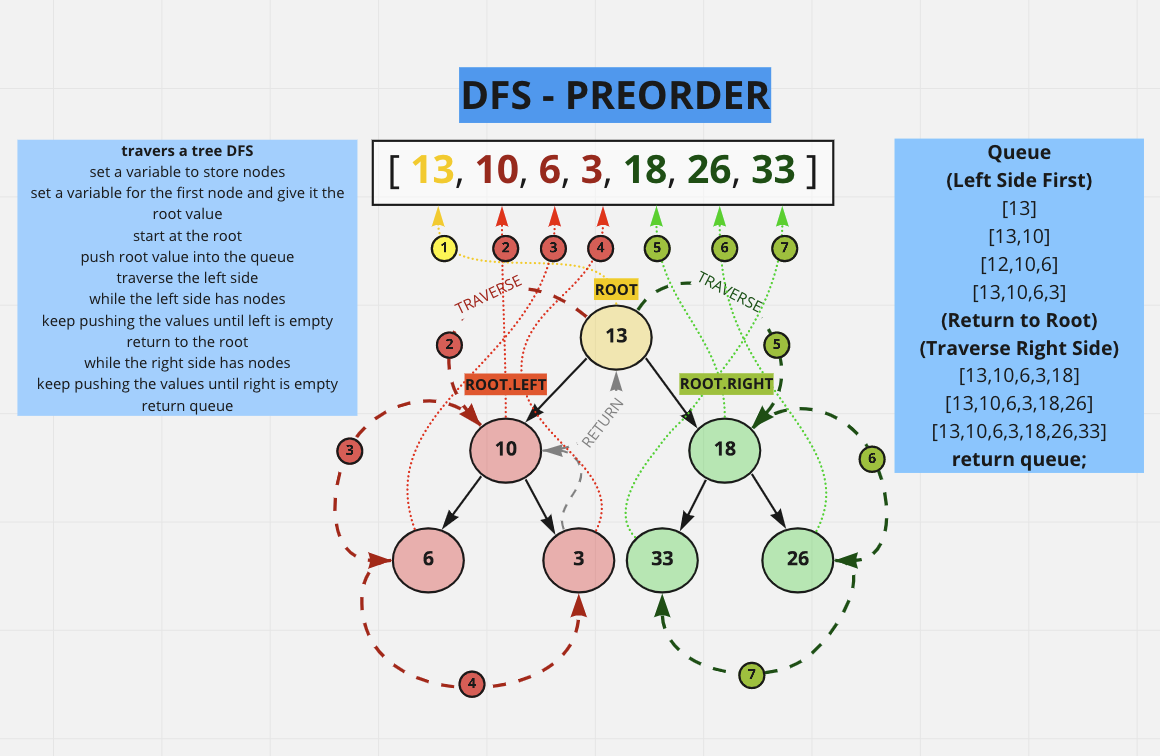 DFS - PREORDER
travers a tree DFS
set a variable to store nodes
set a variable for the first node and give it the
root value
start at the root
push root value into the queue
traverse the left side
while the left side has nodes
keep pushing the values until left is empty
return to the root
while the right side has nodes
keep pushing the values until right is empty
return queue
[ 13, 10, 6, 3, 18, 26, 33 ]
1
2
3
4
5
6
7
TRAVERSE
ROOT
TRAVERSE
13
2
5
ROOT.LEFT
ROOT.RIGHT
RETURN
3
10
18
6
6
3
33
26
4
7
Queue
(Left Side First)
[13]
[13,10]
[12,10,6]
[13,10,6,3]
(Return to Root)
(Traverse Right Side)
[13,10,6,3,18]
[13,10,6,3,18,26]
[13,10,6,3,18,26,33]
return queue;